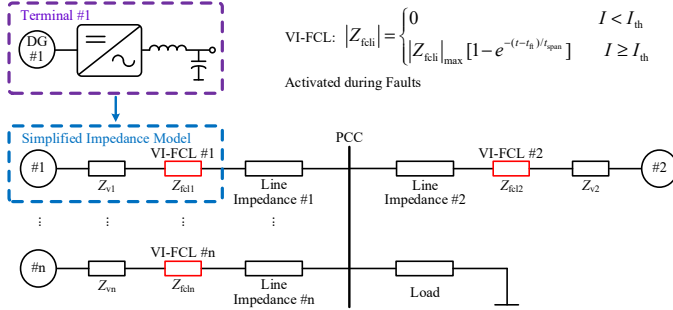 Terminal #1
DG
#1
VI-FCL: |Z_fcli| = { 0 I < I_th
|Z_fcli|_max [1-e^{-(t-t_ft)/t_span}] I ≥ I_th
Activated during Faults
Simplified Impedance Model
PCC
VI-FCL #1
VI-FCL #2
#1
#2
Z_v1
Z_fcl1
Line
Impedance #1
Line
Impedance #2
Z_fcl2
Z_v2
⋮ ⋮ ⋮ ⋮
VI-FCL #n
#n
Z_vn
Z_fcln
Line
Impedance #n
Load